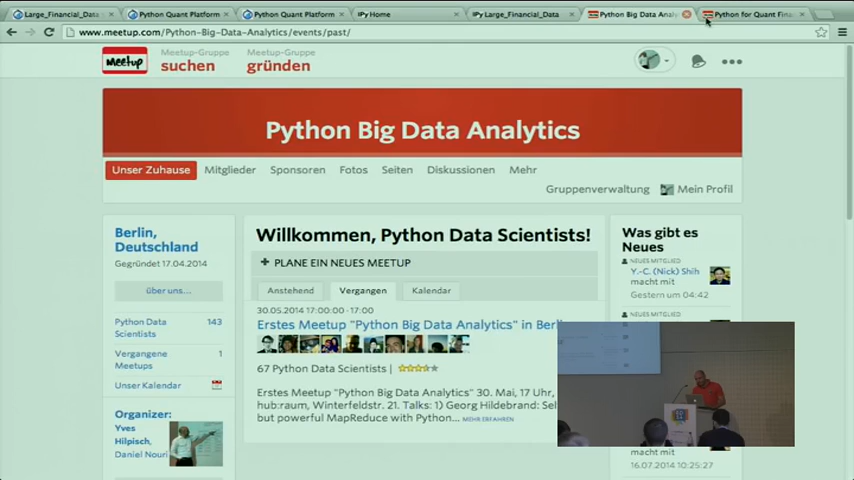 Large_Financial_Data_
Python Quant Platform
Python Quant Platform
IPy Home
IPy Large_Financial_Data
Python Big Data Anal
Python for Quant Fina
www.meetup.com/Python-Big-Data-Analytics/events/past/
Meetup
Meetup-Gruppe
suchen
Meetup-Gruppe
gründen
Python Big Data Analytics
Unser Zuhause
Mitglieder
Sponsoren
Fotos
Seiten
Diskussionen
Mehr
Gruppenverwaltung
Mein Profil
Berlin,
Deutschland
Gegründet 17.04.2014
über uns...
Python Data
Scientists
143
Vergangene
Meetups
1
Unser Kalendar
Organizer:
Yves
Hilpisch,
Daniel Nouri
Willkommen, Python Data Scientists!
+ PLANE EIN NEUES MEETUP
Anstehend
Vergangen
Kalendar
30.05.2014 17:00:00 - 17:00
Erstes Meetup "Python Big Data Analytics" in Berl
67 Python Data Scientists |
Erstes Meetup "Python Big Data Analytics" 30. Mai, 17 Uhr,
hub:raum, Winterfeldstr. 21. Talks: 1) Georg Hildebrand: Sel
but powerful MapReduce with Python... MEHR ERFAHREN
Was gibt es
Neues
NEUES MITGLIED
Y.-C. (Nick) Shih
macht mit
Gestern um 04:42
NEUES MITGLIED
macht mit
16.07.2014 10:25:27